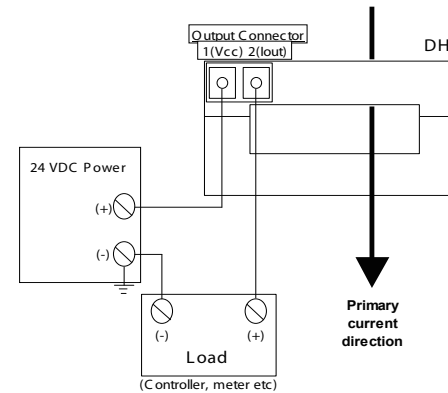 Output Connector
1(Vcc) 2(Iout)
DH
24 VDC Power
(+)
(-)
(-)
(+)
Load
(Controller, meter etc)
Primary
current
direction